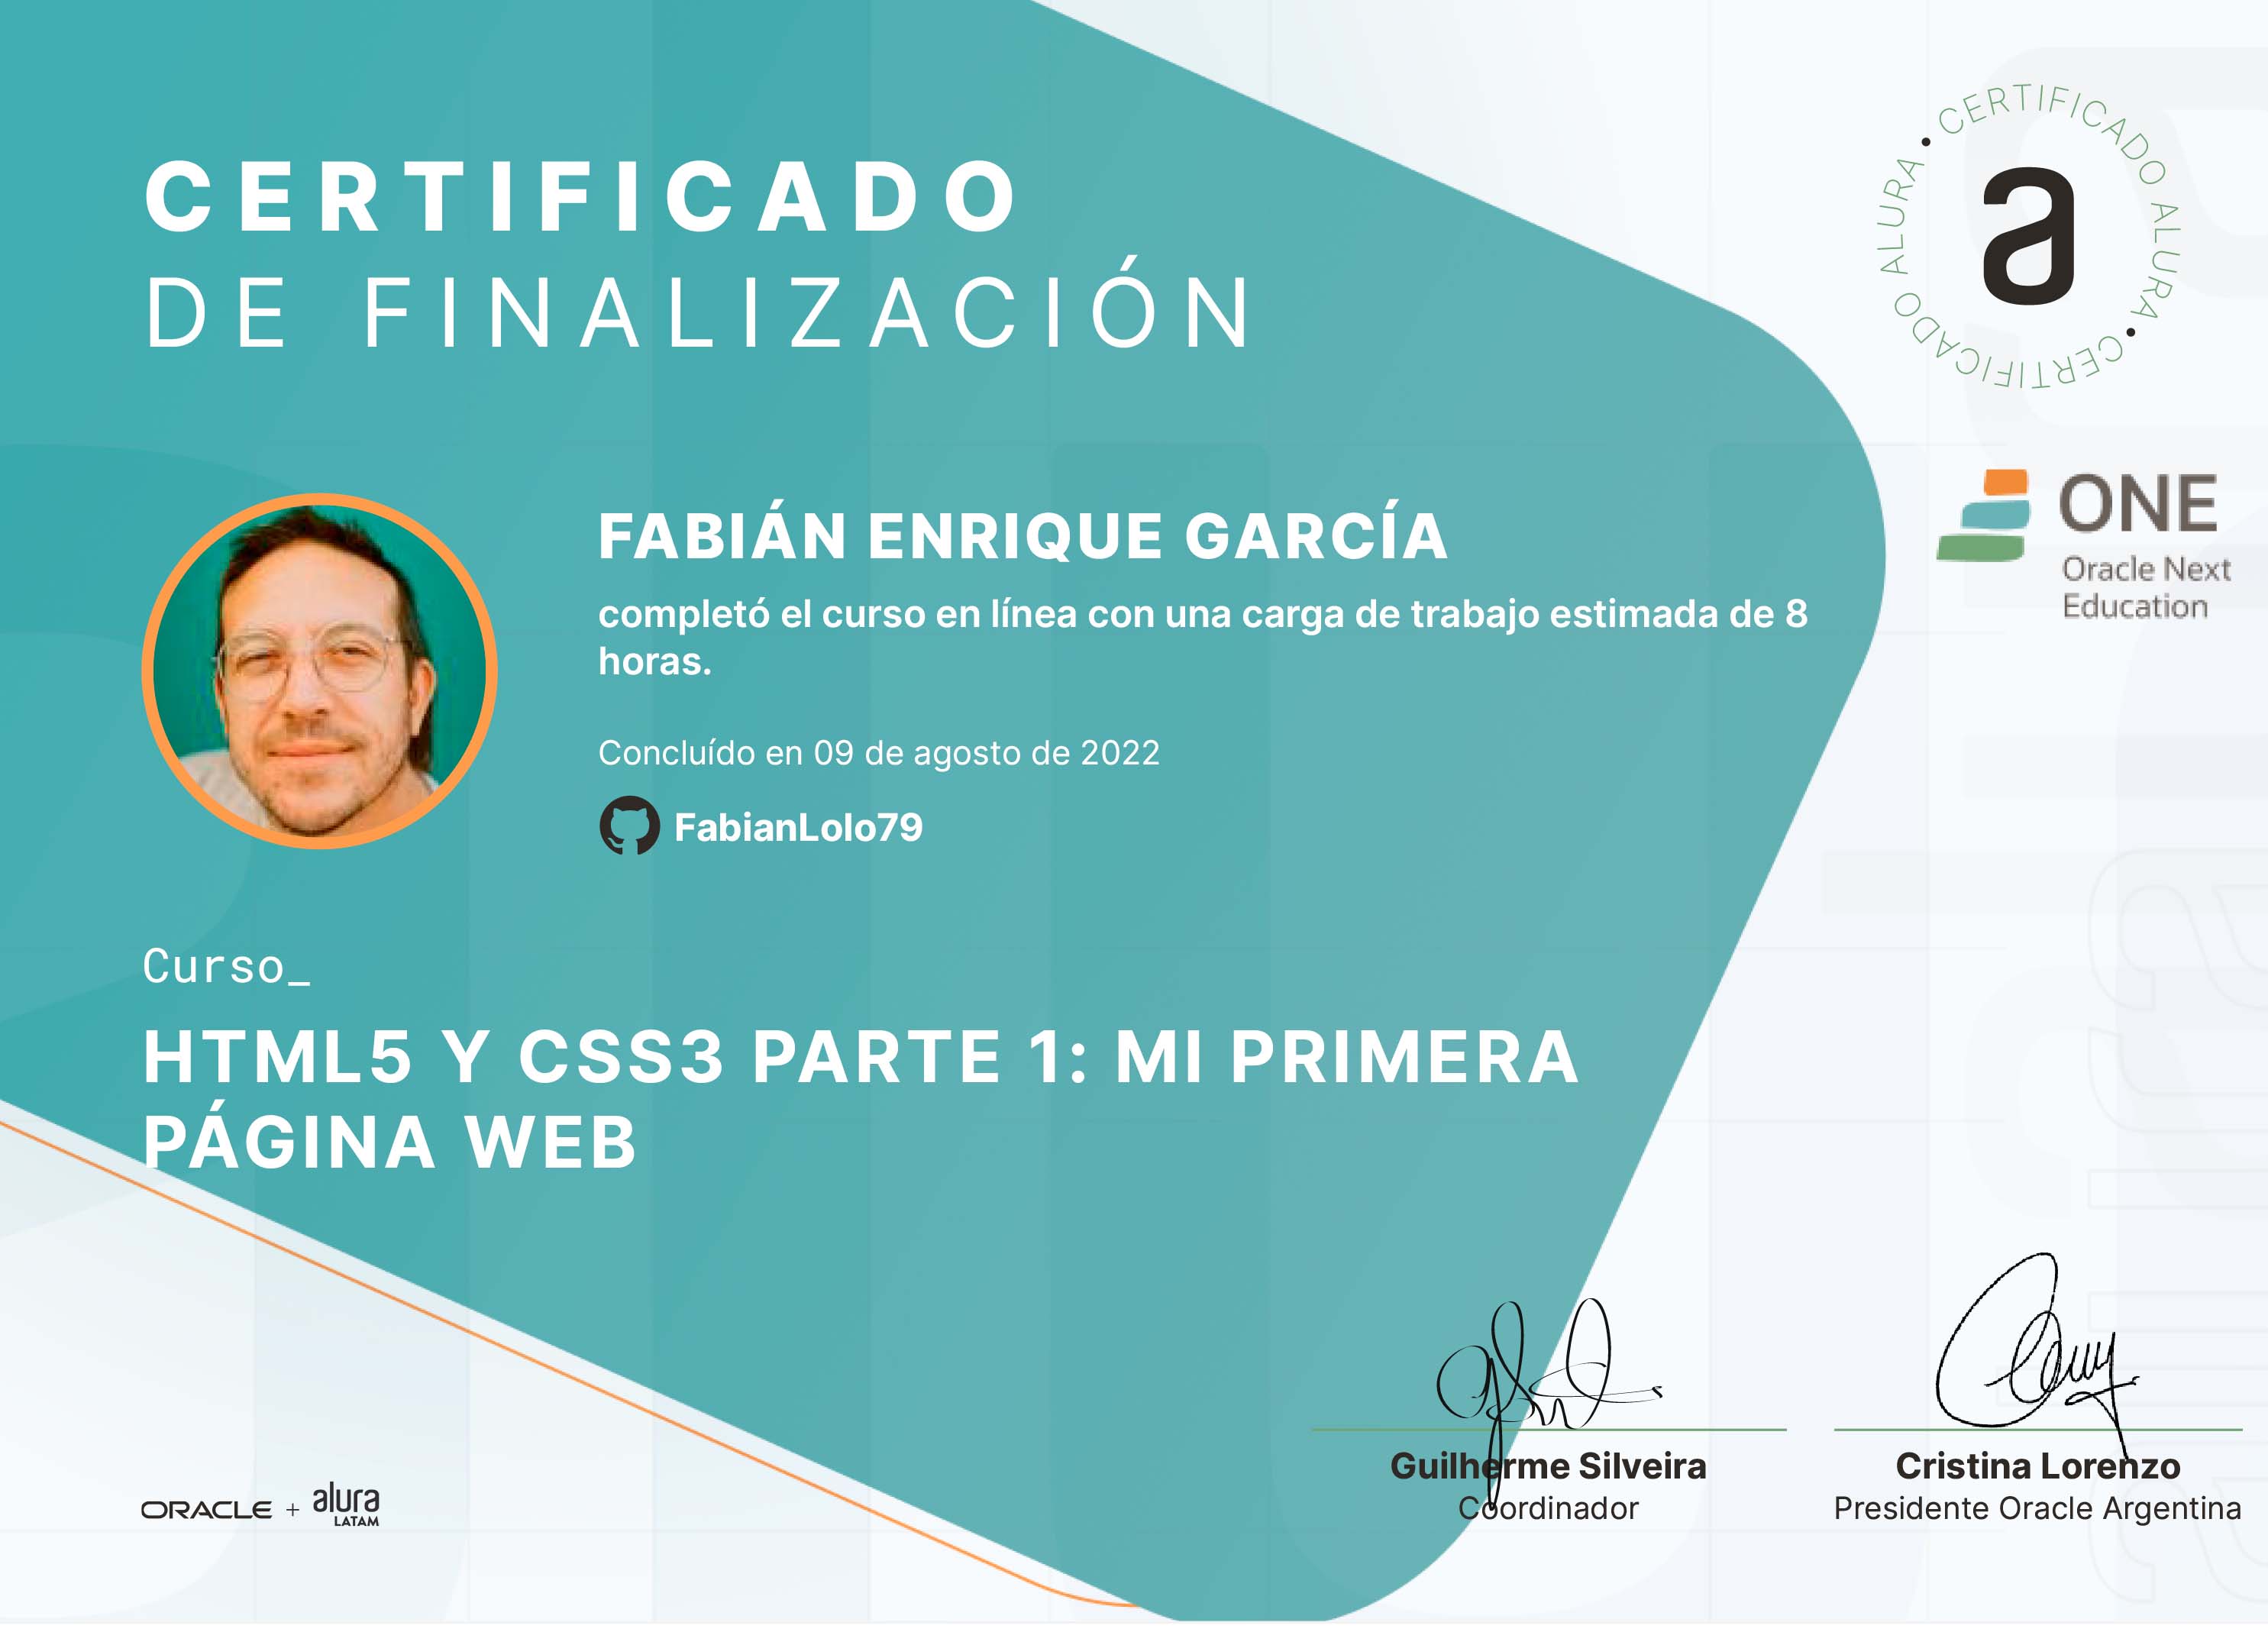 CERTIFICADO
DE FINALIZACIÓN
• CERTIFICADO ALURA • CERTIFICADO ALURA
a
ONE
Oracle Next
Education
FABIÁN ENRIQUE GARCÍA
completó el curso en línea con una carga de trabajo estimada de 8
horas.
Concluído en 09 de agosto de 2022
FabianLolo79
Curso_
HTML5 Y CSS3 PARTE 1: MI PRIMERA
PÁGINA WEB
Guilherme Silveira
Coordinador
Cristina Lorenzo
Presidente Oracle Argentina
ORACLE + alura
LATAM